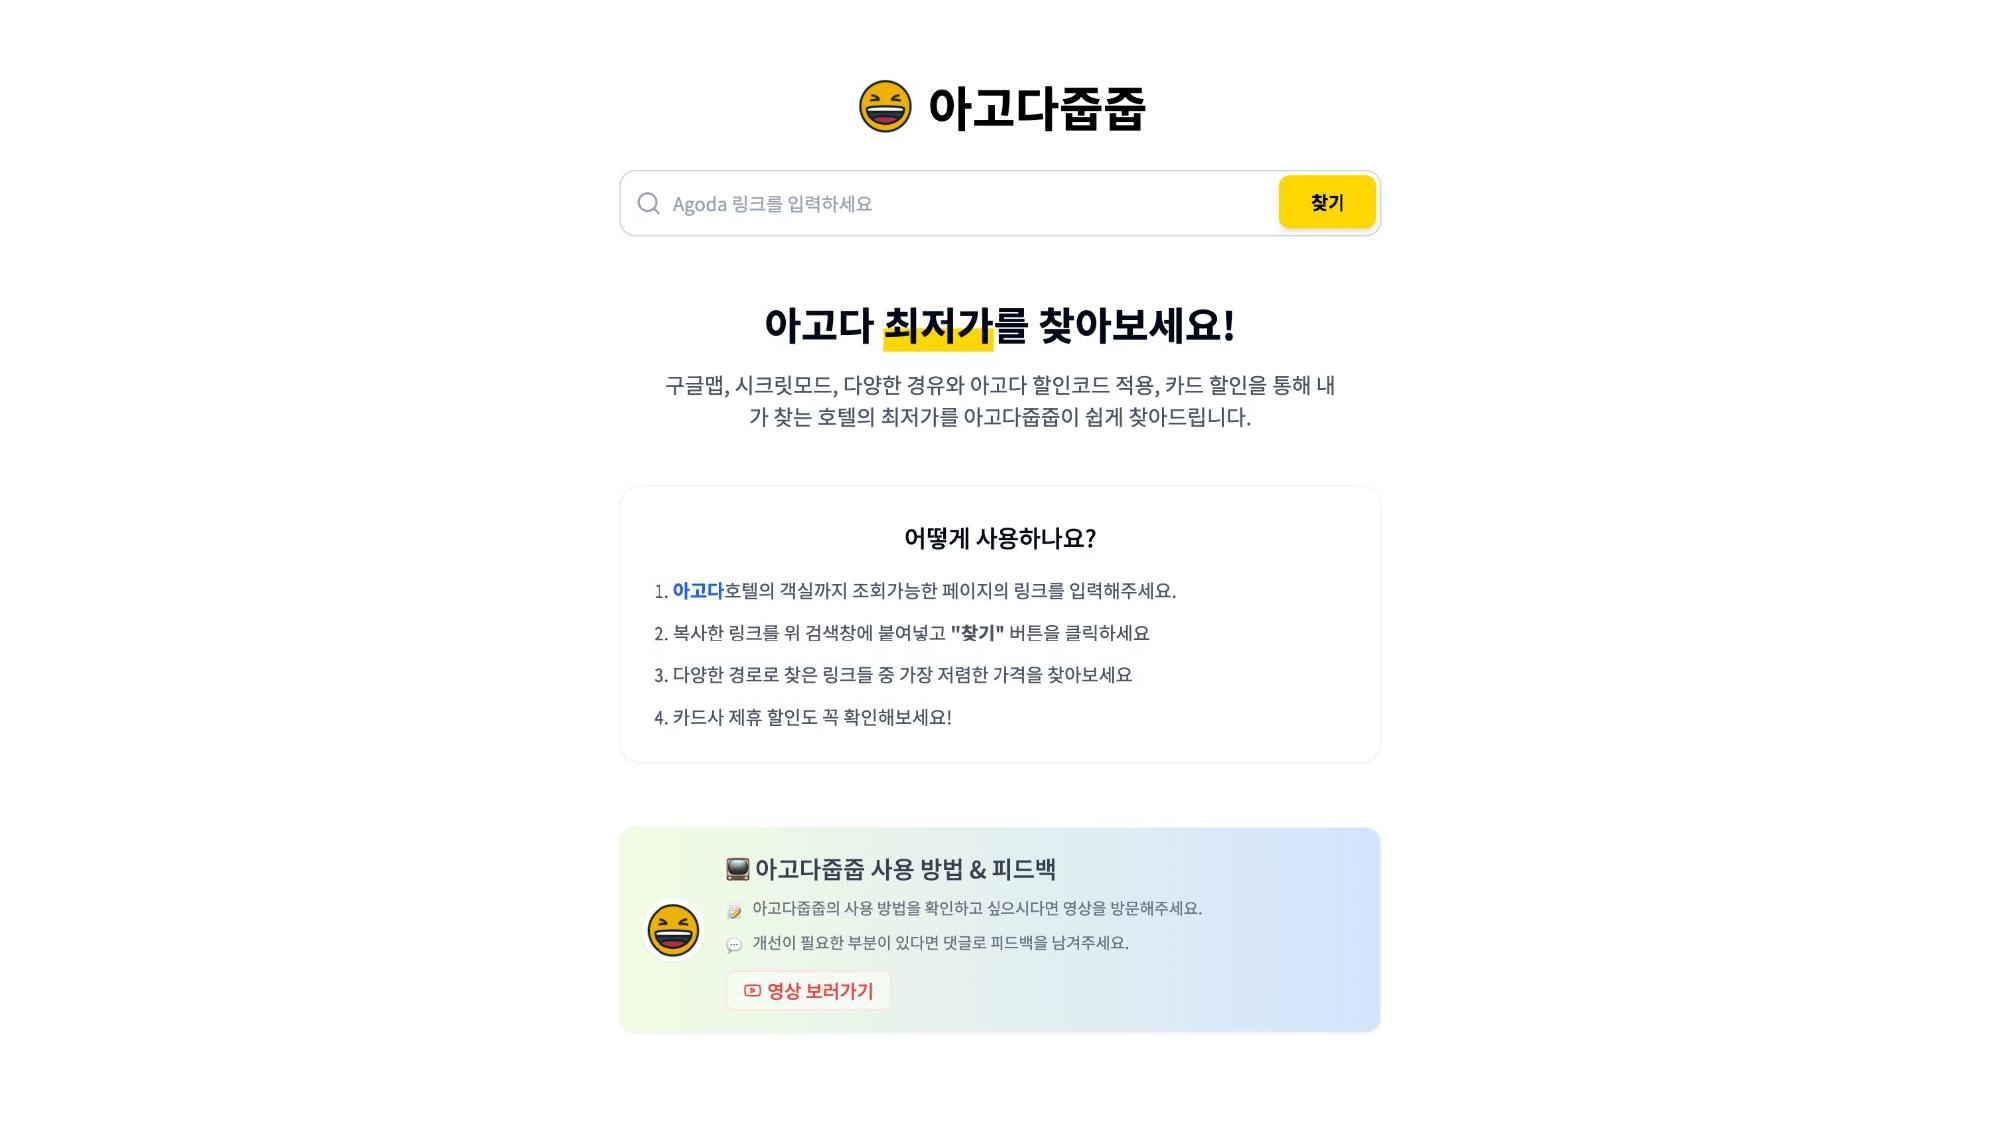 아고다줍줍
Agoda 링크를 입력하세요
찾기
아고다 최저가를 찾아보세요!
구글맵, 시크릿모드, 다양한 경유와 아고다 할인코드 적용, 카드 할인을 통해 내
가 찾는 호텔의 최저가를 아고다줍줍이 쉽게 찾아드립니다.
어떻게 사용하나요?
1. 아고다호텔의 객실까지 조회가능한 페이지의 링크를 입력해주세요.
2. 복사한 링크를 위 검색창에 붙여넣고 "찾기" 버튼을 클릭하세요
3. 다양한 경로로 찾은 링크들 중 가장 저렴한 가격을 찾아보세요
4. 카드사 제휴 할인도 꼭 확인해보세요!
아고다줍줍 사용 방법 & 피드백
아고다줍줍의 사용 방법을 확인하고 싶으시다면 영상을 방문해주세요.
개선이 필요한 부분이 있다면 댓글로 피드백을 남겨주세요.
영상 보러가기